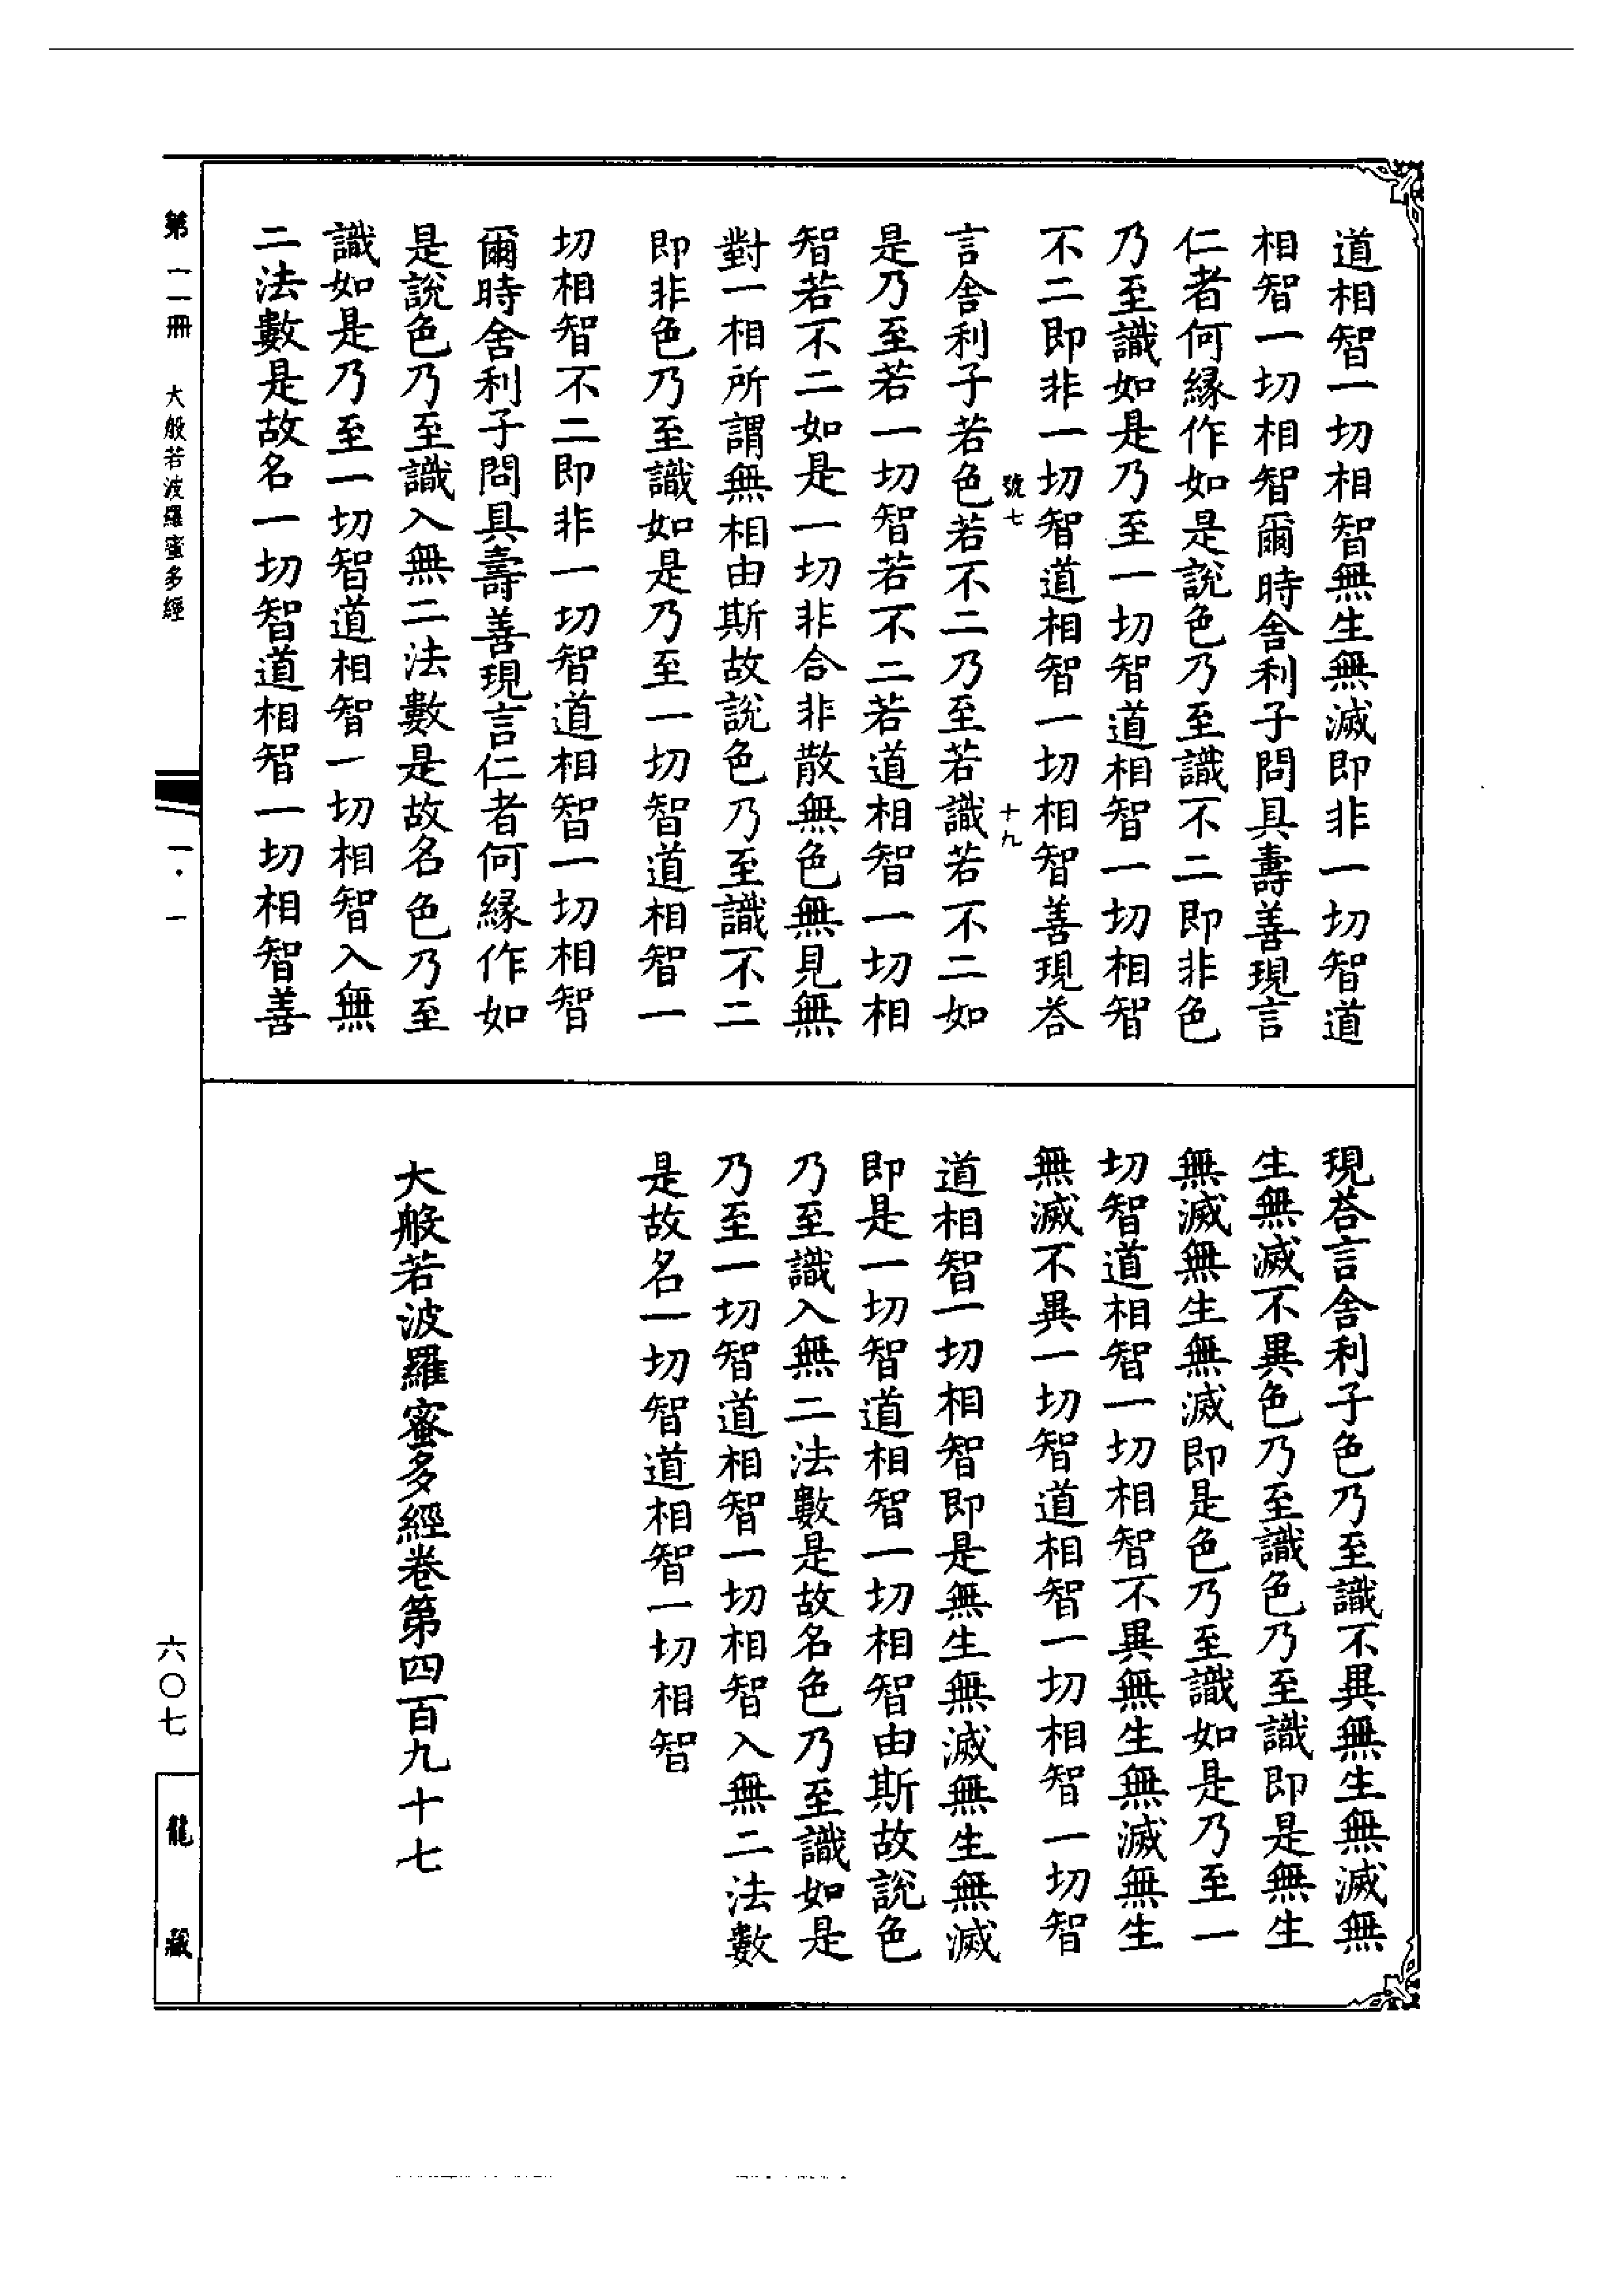 道相智一切相智無生無滅即非一切智道
相智一切相智爾時舍利子問具壽善現言
仁者何緣作如是說色乃至識不二即非色
乃至識如是乃至一切智道相智一切相智
不二即非一切智道相智一切相智善現荅
號七 十九
言舍利子若色若不二乃至若識若不二如
是乃至若一切智若不二若道相智一切相
智若不二如是一切非合非散無色無見無
對一相所謂無相由斯故說色乃至識不二
即非色乃至識如是乃至一切智道相智一
切相智不二即非一切智道相智一切相智
爾時舍利子問具壽善現言仁者何緣作如
是說色乃至識入無二法數是故名色乃至
識如是乃至一切智道相智一切相智入無
二法數是故名一切智道相智一切相智善
現荅言舍利子色乃至識不異無生無滅無
生無滅不異色乃至識色乃至識即是無生
無滅無生無滅即是色乃至識如是乃至一
切智道相智一切相智不異無生無滅無生
無滅不異一切智道相智一切相智一切智
道相智一切相智即是無生無滅無生無滅
即是一切智道相智一切相智由斯故說色
乃至識入無二法數是故名色乃至識如是
乃至一切智道相智一切相智入無二法數
是故名一切智道相智一切相智
大般若波羅蜜多經卷第四百九十七
第一一冊 大般若波羅蜜多經
六〇七
龍藏